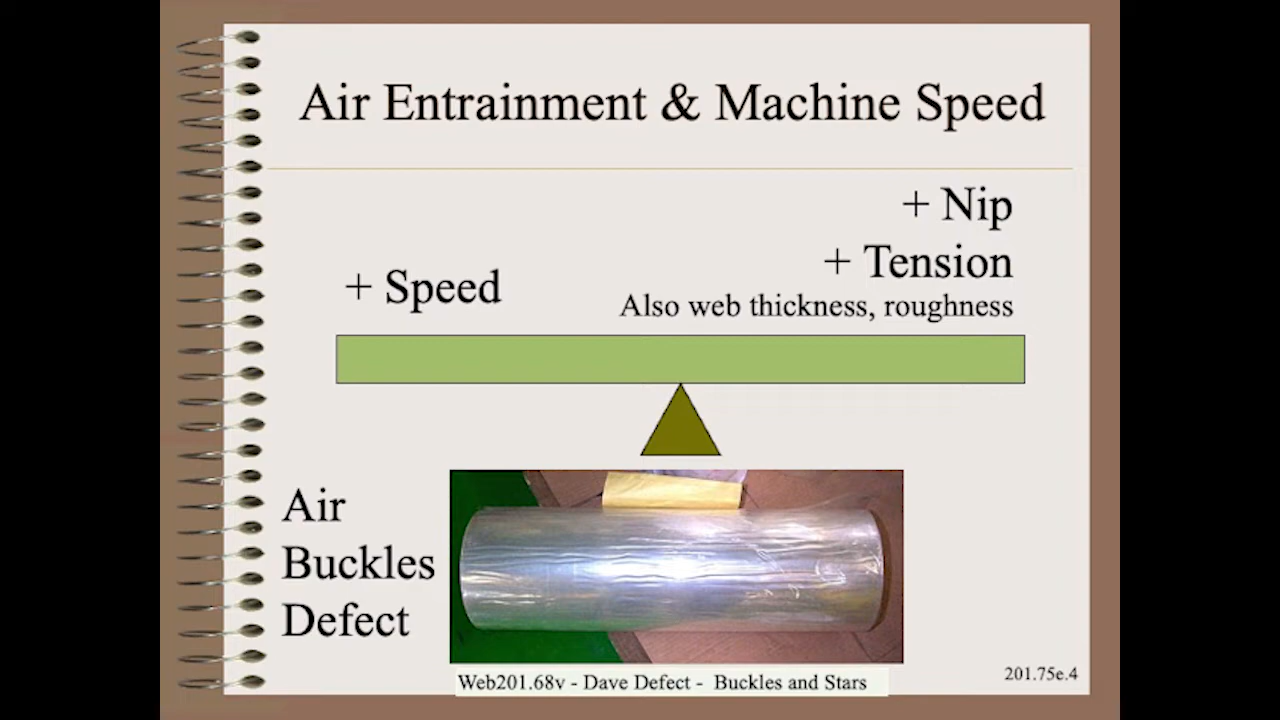 Air Entrainment & Machine Speed
+ Nip
+ Tension
+ Speed
Also web thickness, roughness
Air
Buckles
Defect
Web201.68v - Dave Defect - Buckles and Stars
201.75e.4